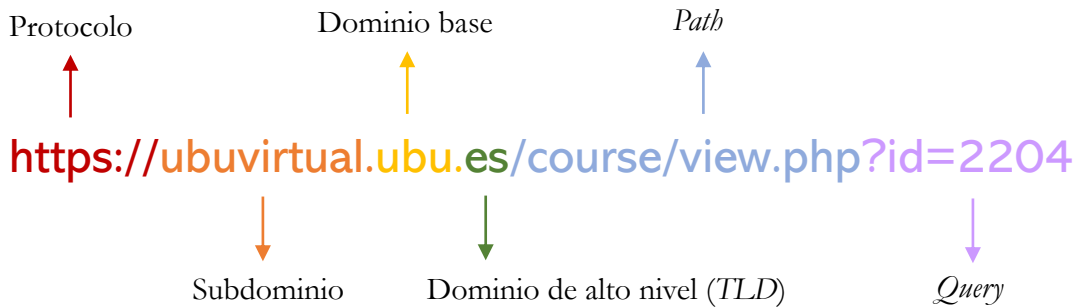 Protocolo Dominio base Path
https://ubuvirtual.ubu.es/course/view.php?id=2204
Subdominio Dominio de alto nivel (TLD) Query